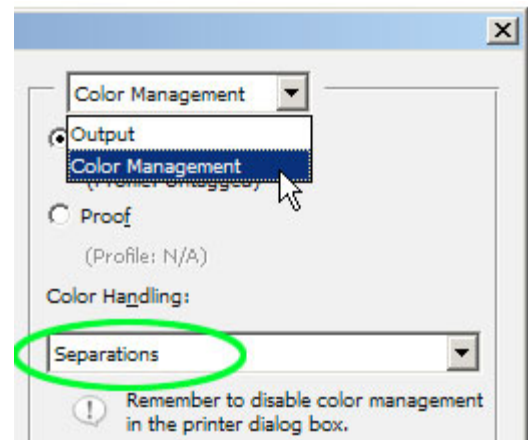 Color Management
Output
Color Management
(Profile: Untagged)
Proof
(Profile: N/A)
Color Handling:
Separations
Remember to disable color management
in the printer dialog box.